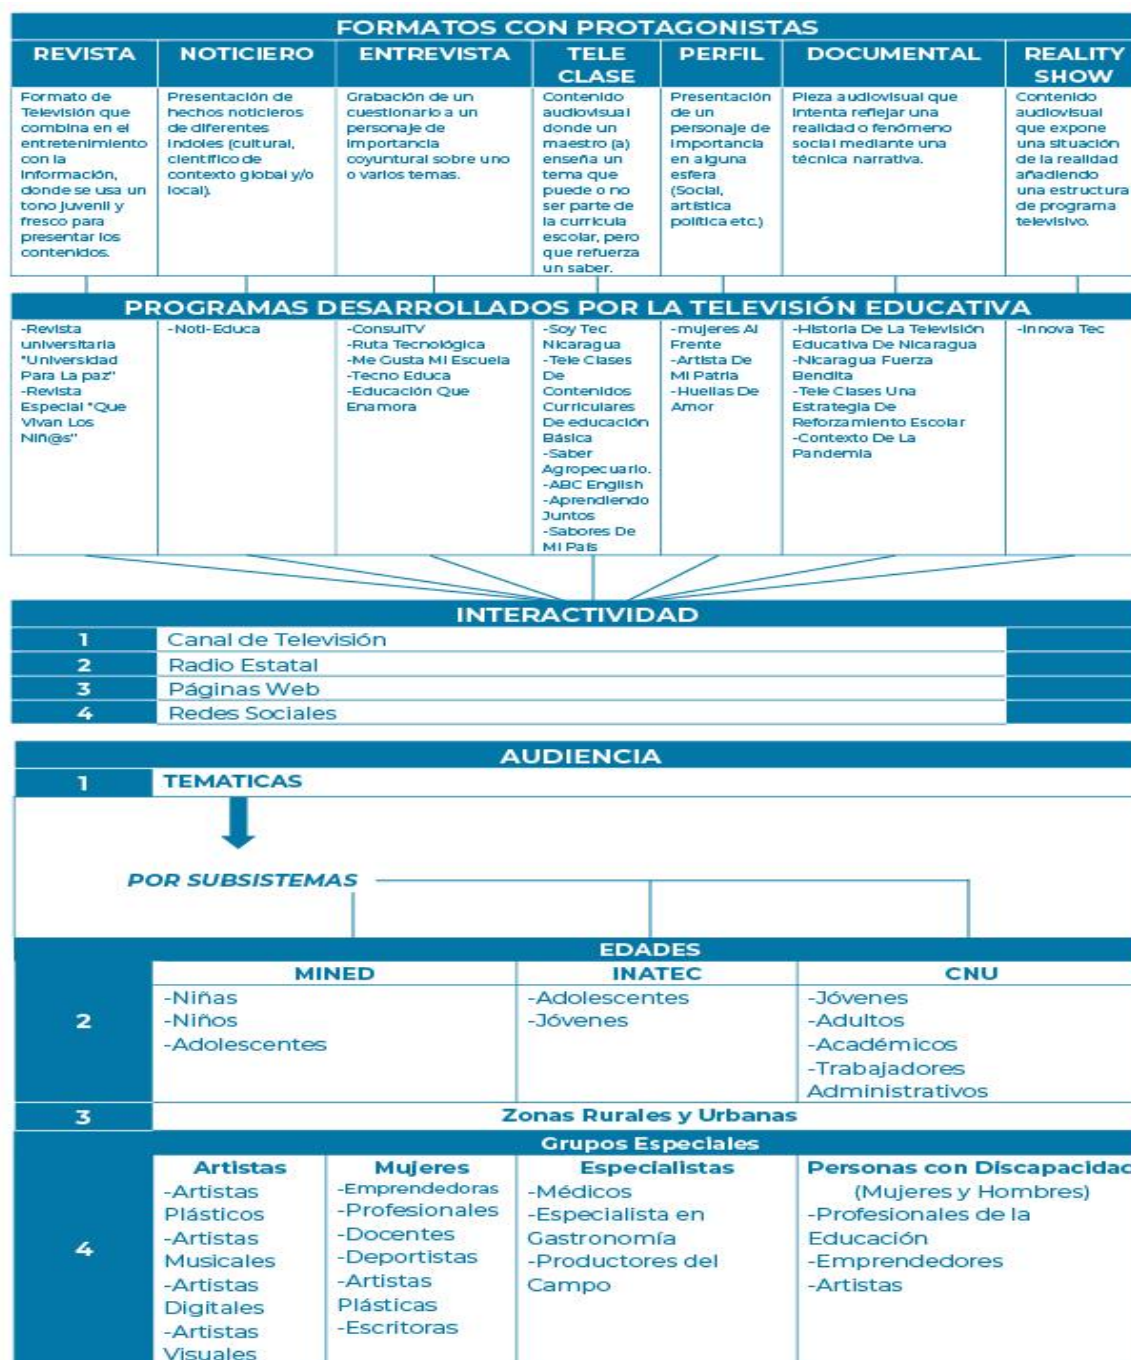 FORMATOS CON PROTAGONISTAS
REVISTA
Formato de
Televisión que
combina en el
entretenimiento
con la
información,
donde se usa un
tono juvenil y
fresco para
presentar los
contenidos.
NOTICIERO
Presentación de
hechos noticieros
de diferentes
índoles (cultural,
científico de
contexto global y/o
local).
ENTREVISTA
Grabación de un
cuestionario a un
personaje de
importancia
coyuntural sobre uno
o varios temas.
TELE
CLASE
Contenido
audiovisual
donde un
maestro (a)
enseña un
tema que
puede o no
ser parte de
la currícula
escolar, pero
que refuerza
un saber.
PERFIL
Presentación
de un
personaje de
importancia
en alguna
esfera
(Social,
artística
política etc.)
DOCUMENTAL
Pieza audiovisual que
intenta reflejar una
realidad o fenómeno
social mediante una
técnica narrativa.
REALITY
SHOW
Contenido
audiovisual
que expone
una situación
de la realidad
añadiendo
una estructura
de programa
televisivo.
PROGRAMAS DESARROLLADOS POR LA TELEVISIÓN EDUCATIVA
-Revista
universitaria
"Universidad
Para La paz"
-Revista
Especial "Que
Vivan Los
Niñ@s"
-Noti-Educa
-ConsulTV
-Ruta Tecnológica
-Me Gusta Mi Escuela
-Tecno Educa
-Educación Que
Enamora
-Soy Tec
Nicaragua
-Tele Clases
De
Contenidos
Curriculares
De educación
Básica
-Saber
Agropecuario.
-ABC English
-Aprendiendo
Juntos
-Sabores De
Mi País
-mujeres Al
Frente
-Artista De
Mi Patria
-Huellas De
Amor
-Historia De La Televisión
Educativa De Nicaragua
-Nicaragua Fuerza
Bendita
-Tele Clases Una
Estrategia De
Reforzamiento Escolar
-Contexto De La
Pandemia
-Innova Tec
INTERACTIVIDAD
1 Canal de Televisión
2 Radio Estatal
3 Páginas Web
4 Redes Sociales
AUDIENCIA
1 TEMATICAS
POR SUBSISTEMAS
EDADES
2
MINED
-Niñas
-Niños
-Adolescentes
INATEC
-Adolescentes
-Jóvenes
CNU
-Jóvenes
-Adultos
-Académicos
-Trabajadores
Administrativos
3 Zonas Rurales y Urbanas
Grupos Especiales
4
Artistas
-Artistas
Plásticos
-Artistas
Musicales
-Artistas
Digitales
-Artistas
Visuales
Mujeres
-Emprendedoras
-Profesionales
-Docentes
-Deportistas
-Artistas
Plásticas
-Escritoras
Especialistas
-Médicos
-Especialista en
Gastronomía
-Productores del
Campo
Personas con Discapacidad
(Mujeres y Hombres)
-Profesionales de la
Educación
-Emprendedores
-Artistas